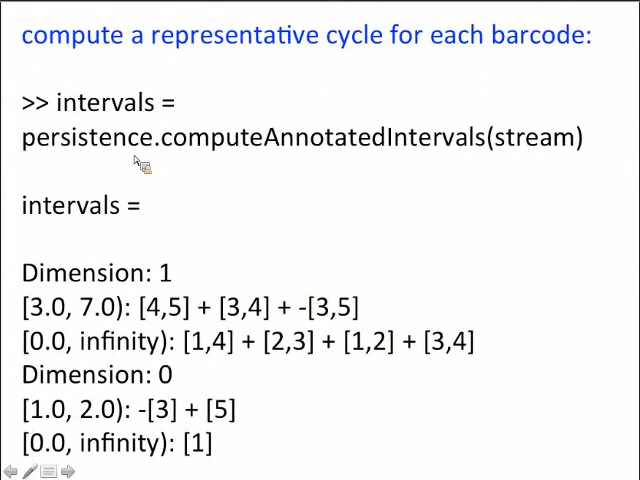 compute a representative cycle for each barcode:
>> intervals =
persistence.computeAnnotatedIntervals(stream)
intervals =
Dimension: 1
[3.0, 7.0): [4,5] + [3,4] + -[3,5]
[0.0, infinity): [1,4] + [2,3] + [1,2] + [3,4]
Dimension: 0
[1.0, 2.0): -[3] + [5]
[0.0, infinity): [1]